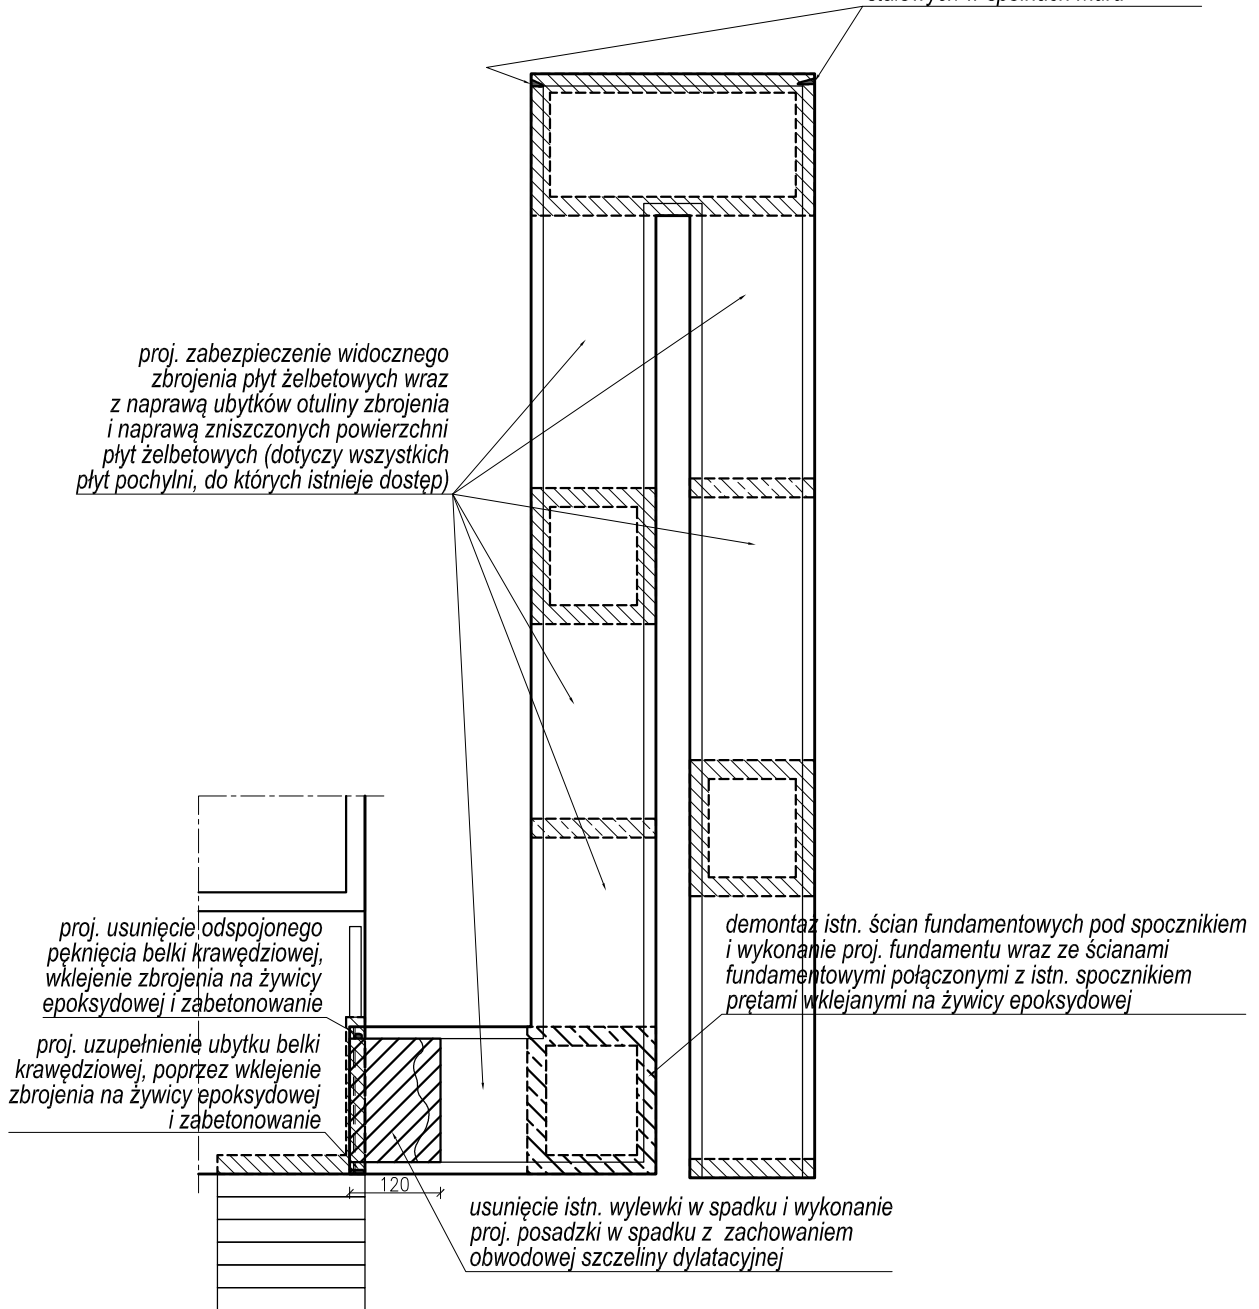 stalowych w spoinach muru
proj. zabezpieczenie widocznego
zbrojenia płyt żelbetowych wraz
z naprawą ubytków otuliny zbrojenia
i naprawą zniszczonych powierzchni
płyt żelbetowych (dotyczy wszystkich
płyt pochylni, do których istnieje dostęp)
proj. usunięcie odspojonego
pęknięcia belki krawędziowej,
wklejenie zbrojenia na żywicy
epoksydowej i zabetonowanie
proj. uzupełnienie ubytku belki
krawędziowej, poprzez wklejenie
zbrojenia na żywicy epoksydowej
i zabetonowanie
demontaż istn. ścian fundamentowych pod spocznikiem
i wykonanie proj. fundamentu wraz ze ścianami
fundamentowymi połączonymi z istn. spocznikiem
prętami wklejanymi na żywicy epoksydowej
120
usunięcie istn. wylewki w spadku i wykonanie
proj. posadzki w spadku z zachowaniem
obwodowej szczeliny dylatacyjnej